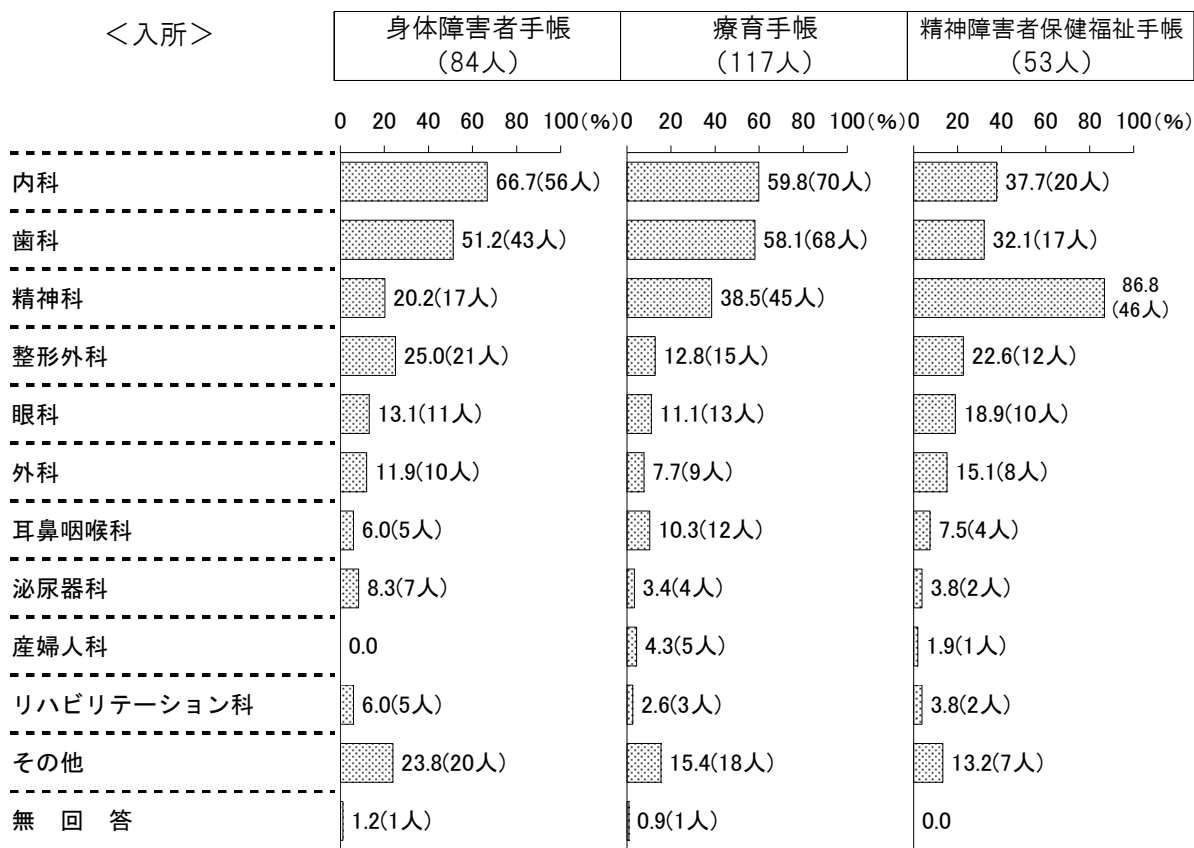 ＜入所＞
身体障害者手帳
（84人）
療育手帳
（117人）
精神障害者保健福祉手帳
（53人）
0 20 40 60 80 100(%) 0 20 40 60 80 100(%) 0 20 40 60 80 100(%)
内科 66.7(56人) 59.8(70人) 37.7(20人)
歯科 51.2(43人) 58.1(68人) 32.1(17人)
精神科 20.2(17人) 38.5(45人) 86.8
(46人)
整形外科 25.0(21人) 12.8(15人) 22.6(12人)
眼科 13.1(11人) 11.1(13人) 18.9(10人)
外科 11.9(10人) 7.7(9人) 15.1(8人)
耳鼻咽喉科 6.0(5人) 10.3(12人) 7.5(4人)
泌尿器科 8.3(7人) 3.4(4人) 3.8(2人)
産婦人科 0.0 4.3(5人) 1.9(1人)
リハビリテーション科 6.0(5人) 2.6(3人) 3.8(2人)
その他 23.8(20人) 15.4(18人) 13.2(7人)
無　回　答 1.2(1人) 0.9(1人) 0.0